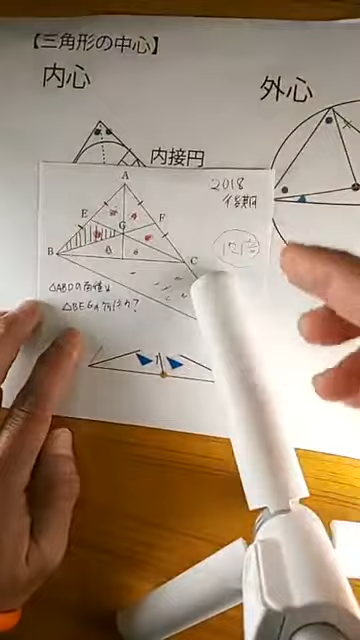 【三角形の中心】
内心
外心
内接円
2018
A
E
F
G
B
C
△ABDの面積は
△BEGの何倍か?